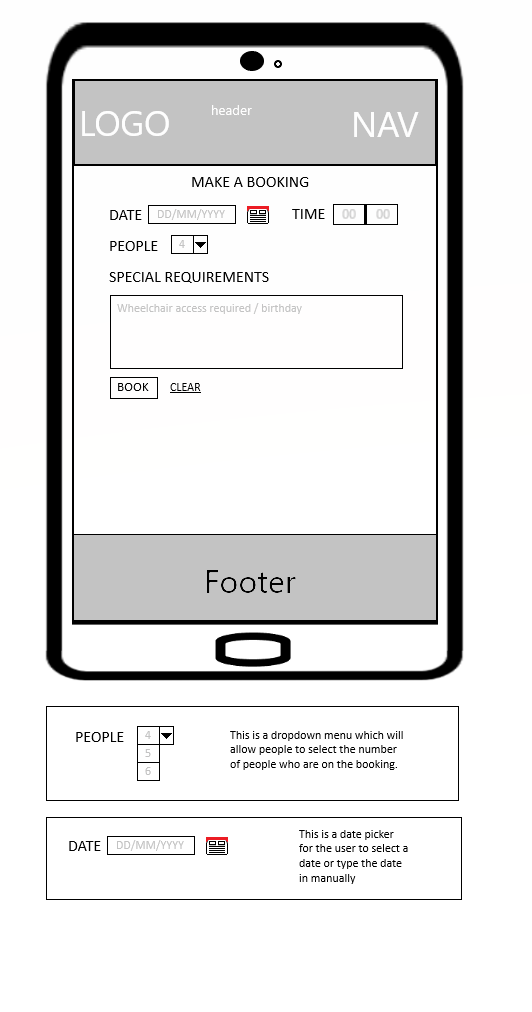 LOGO header NAV
MAKE A BOOKING
DATE DD/MM/YYYY TIME 00 00
PEOPLE 4
SPECIAL REQUIREMENTS
Wheelchair access required / birthday
BOOK CLEAR
Footer
PEOPLE 4
5
6
This is a dropdown menu which will
allow people to select the number
of people who are on the booking.
DATE DD/MM/YYYY
This is a date picker
for the user to select a
date or type the date
in manually